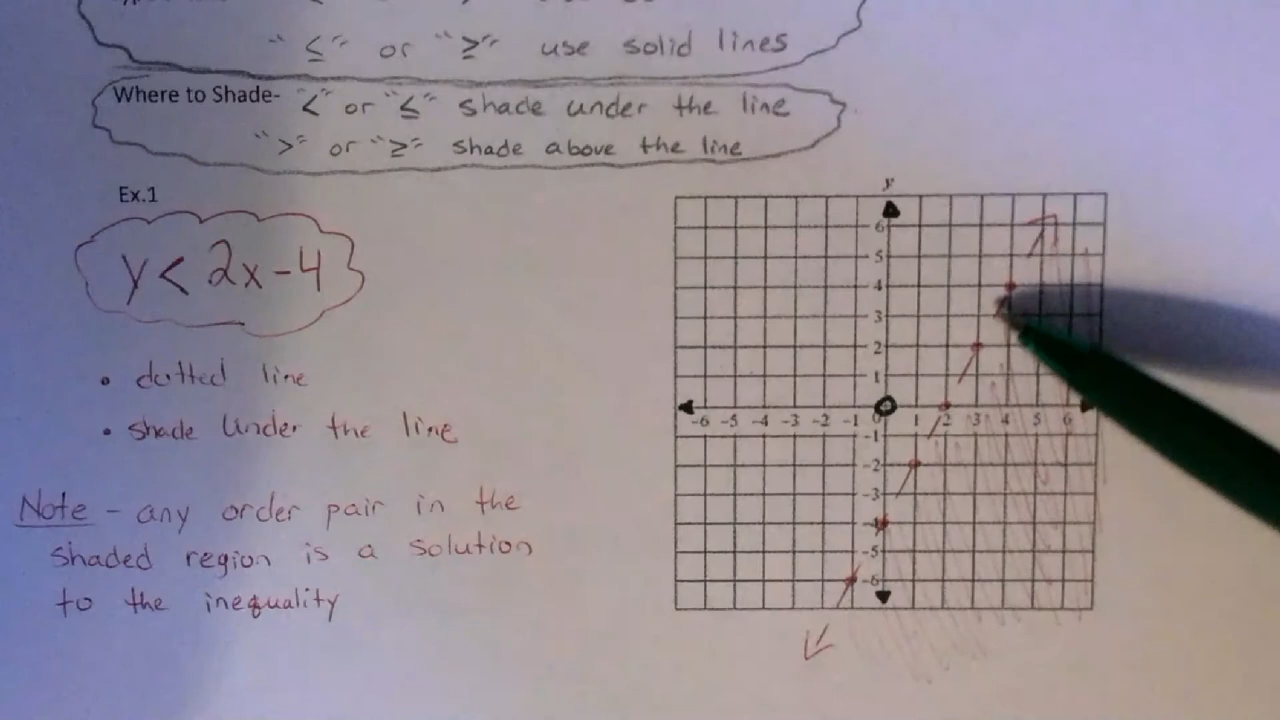 "≤" or "≥" use solid lines
Where to Shade- "<" or "≤" shade under the line
">" or "≥" shade above the line
Ex.1
y < 2x-4
• dotted line
• shade under the line
Note - any order pair in the
shaded region is a solution
to the inequality
y
6
5
4
3
2
1
-6 -5 -4 -3 -2 -1 0 1 2 3 4 5 6
-1
-2
-3
-4
-5
-6